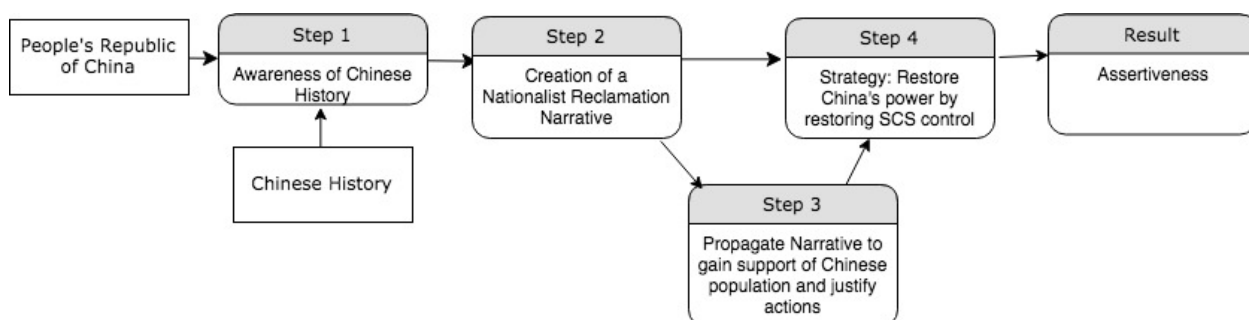 People's Republic
of China
Step 1
Awareness of Chinese
History
Chinese History
Step 2
Creation of a
Nationalist Reclamation
Narrative
Step 3
Propagate Narrative to
gain support of Chinese
population and justify
actions
Step 4
Strategy: Restore
China's power by
restoring SCS control
Result
Assertiveness